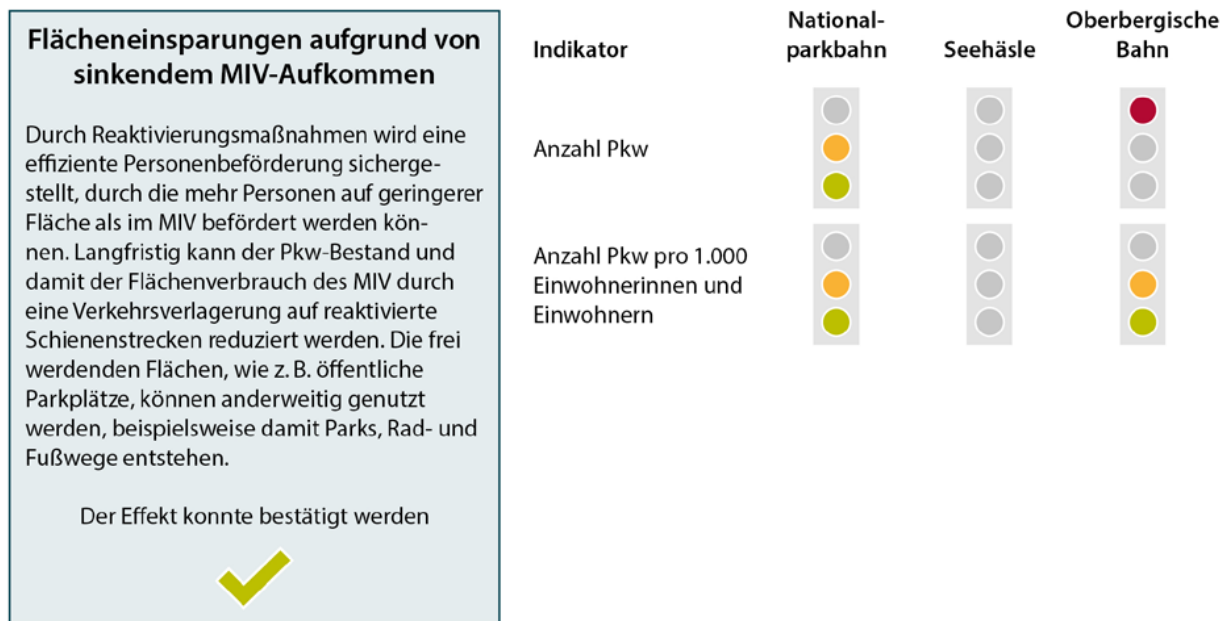 Flächeneinsparungen aufgrund von
sinkendem MIV-Aufkommen
Durch Reaktivierungsmaßnahmen wird eine
effiziente Personenbeförderung sicherge-
stellt, durch die mehr Personen auf geringerer
Fläche als im MIV befördert werden kön-
nen. Langfristig kann der Pkw-Bestand und
damit der Flächenverbrauch des MIV durch
eine Verkehrsverlagerung auf reaktivierte
Schienenstrecken reduziert werden. Die frei
werdenden Flächen, wie z. B. öffentliche
Parkplätze, können anderweitig genutzt
werden, beispielsweise damit Parks, Rad- und
Fußwege entstehen.
Der Effekt konnte bestätigt werden
Indikator
National-
parkbahn
Seehäsle
Oberbergische
Bahn
Anzahl Pkw
Anzahl Pkw pro 1.000
Einwohnerinnen und
Einwohnern